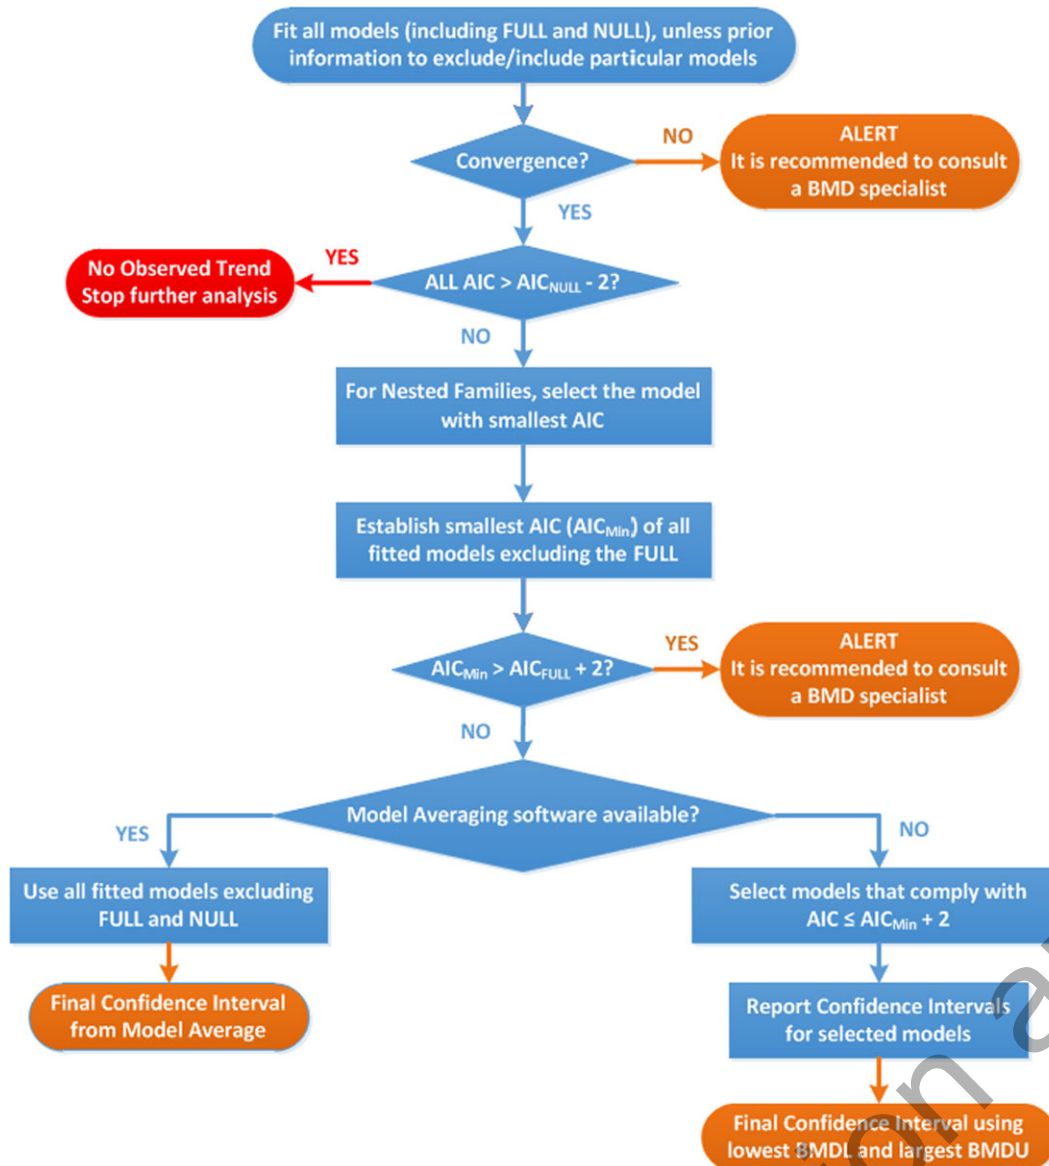 Fit all models (including FULL and NULL), unless prior
information to exclude/include particular models
Convergence?
NO
ALERT
It is recommended to consult
a BMD specialist
YES
ALL AIC > AIC_NULL - 2?
YES
No Observed Trend
Stop further analysis
NO
For Nested Families, select the model
with smallest AIC
Establish smallest AIC (AIC_Min) of all
fitted models excluding the FULL
AIC_Min > AIC_FULL + 2?
YES
ALERT
It is recommended to consult
a BMD specialist
NO
Model Averaging software available?
YES
NO
Use all fitted models excluding
FULL and NULL
Select models that comply with
AIC ≤ AIC_Min + 2
Final Confidence Interval
from Model Average
Report Confidence Intervals
for selected models
Final Confidence Interval using
lowest BMDL and largest BMDU